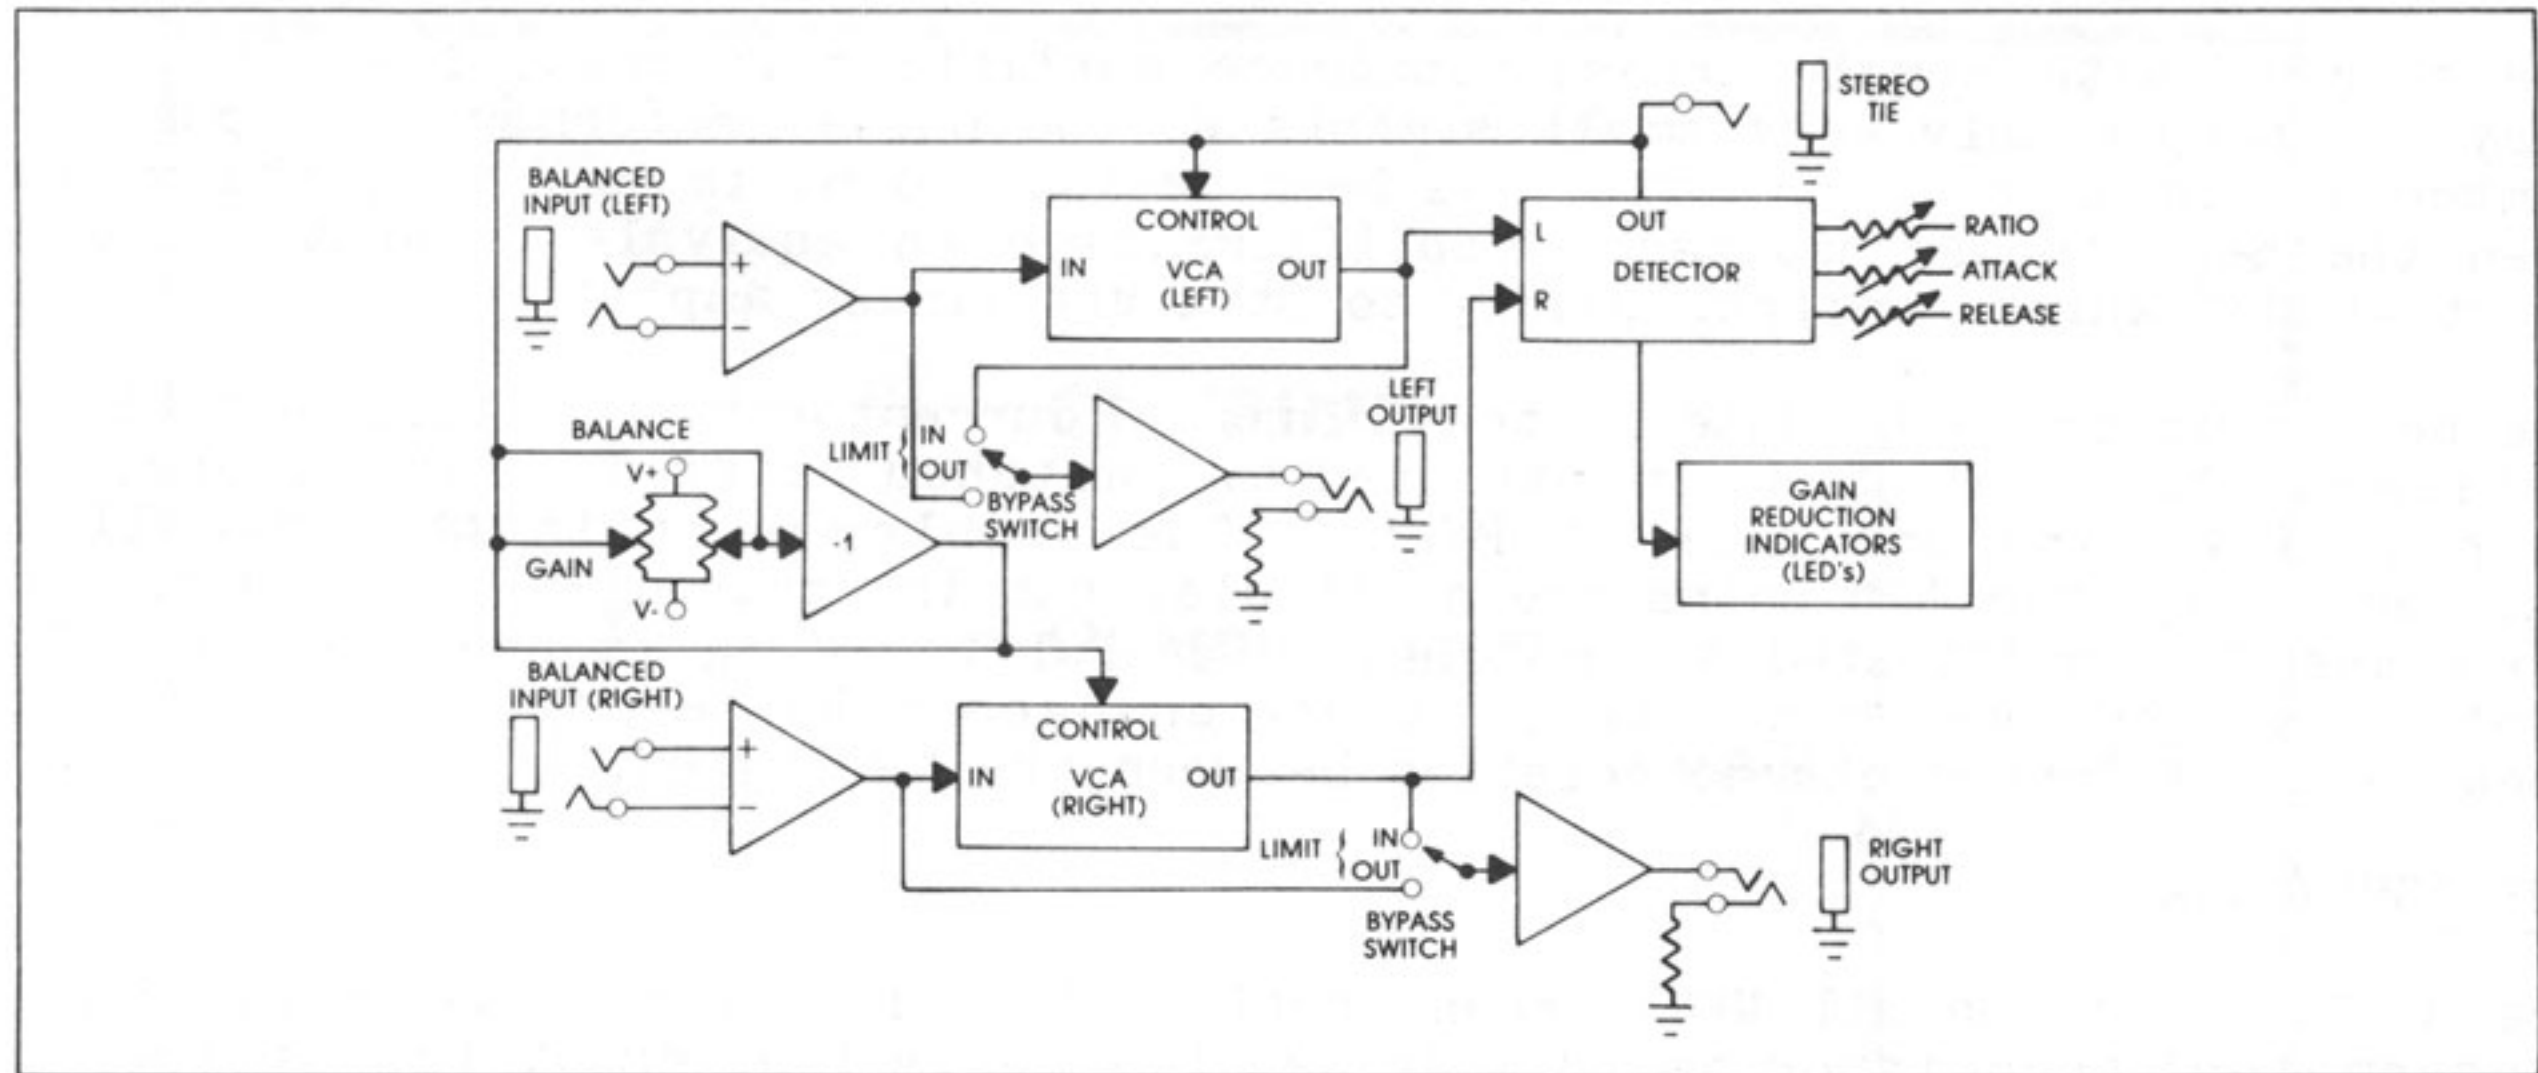 STEREO
TIE
BALANCED
INPUT (LEFT)
+
−
CONTROL
IN
VCA
(LEFT)
OUT
OUT
L
DETECTOR
R
RATIO
ATTACK
RELEASE
LEFT
OUTPUT
LIMIT { IN
OUT
BYPASS
SWITCH
BALANCE
V+
GAIN
V-
-1
GAIN
REDUCTION
INDICATORS
(LED's)
BALANCED
INPUT (RIGHT)
+
−
CONTROL
IN
VCA
(RIGHT)
OUT
LIMIT { IN
OUT
BYPASS
SWITCH
RIGHT
OUTPUT